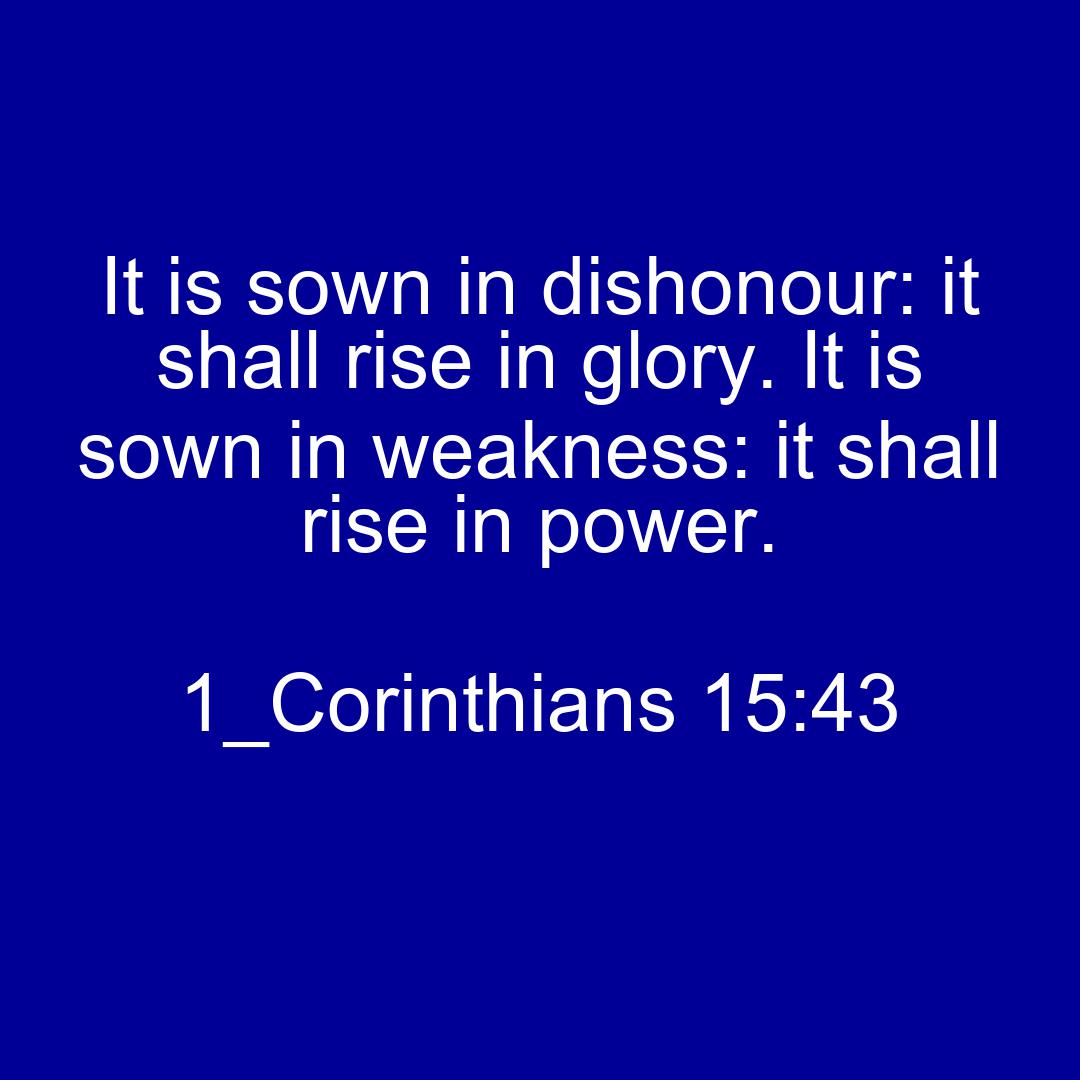 It is sown in dishonour: it
shall rise in glory. It is
sown in weakness: it shall
rise in power.
1_Corinthians 15:43